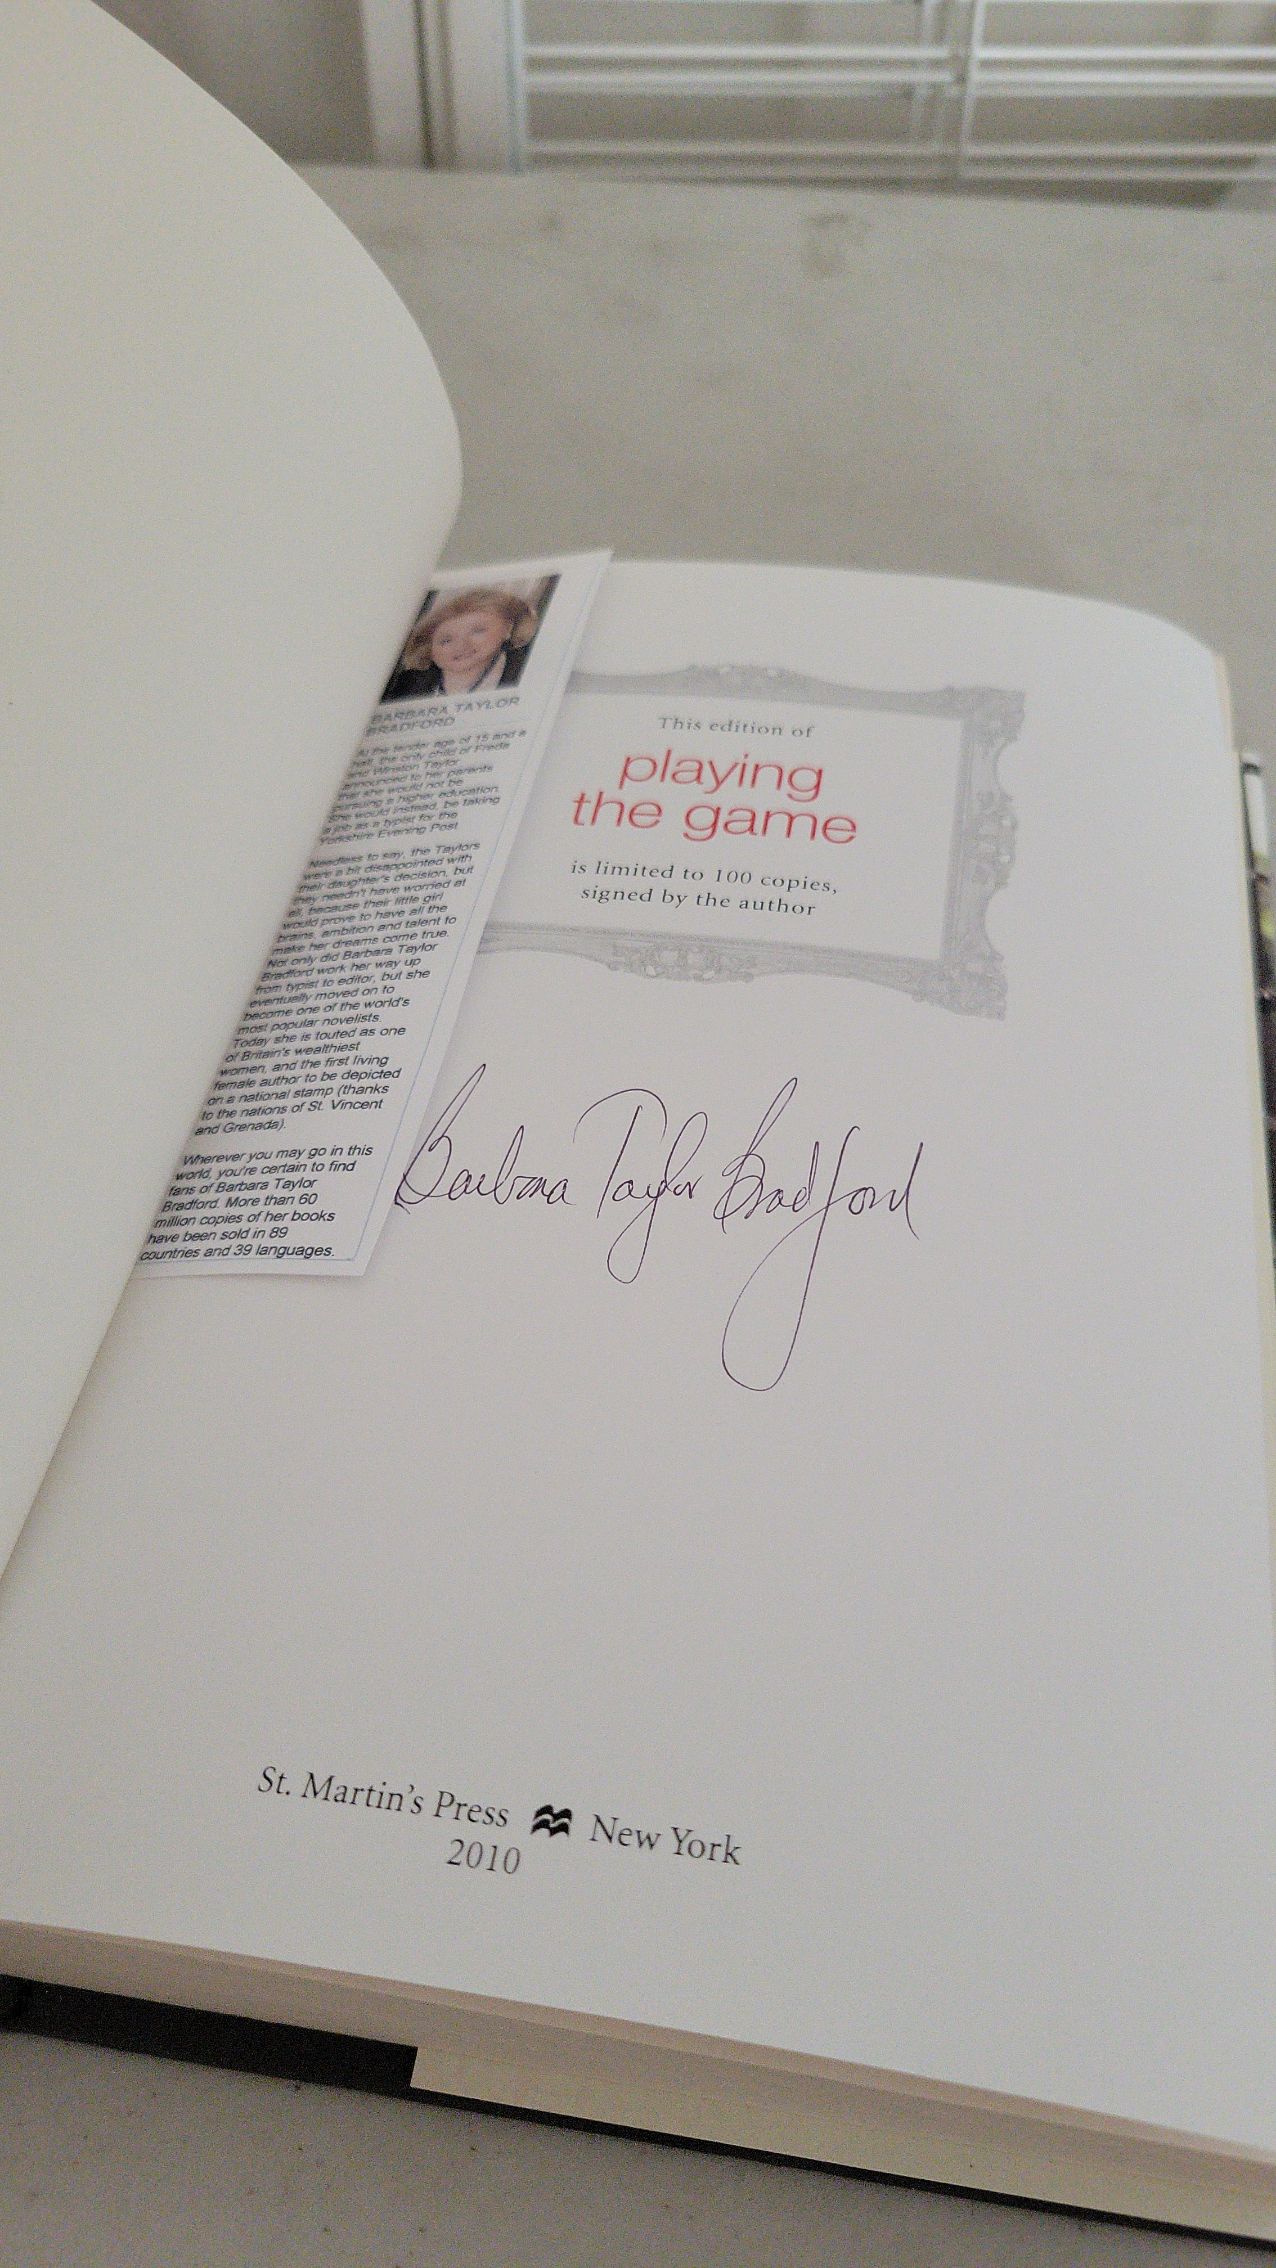 BARBARA TAYLOR
BRADFORD
At the tender age of 15 and a
half, the only child of Freda
and Winston Taylor
announced to her parents
that she would not be
pursuing a higher education.
She would instead, be taking
a job as a typist for the
Yorkshire Evening Post.
Needless to say, the Taylors
were a bit disappointed with
their daughter's decision, but
they needn't have worried at
all, because their little girl
would prove to have all the
brains, ambition and talent to
make her dreams come true.
Not only did Barbara Taylor
Bradford work her way up
from typist to editor, but she
eventually moved on to
become one of the world's
most popular novelists.
Today she is touted as one
of Britain's wealthiest
women, and the first living
female author to be depicted
on a national stamp (thanks
to the nations of St. Vincent
and Grenada).
Wherever you may go in this
world, you're certain to find
fans of Barbara Taylor
Bradford. More than 60
million copies of her books
have been sold in 89
countries and 39 languages.
This edition of
playing
the game
is limited to 100 copies,
signed by the author
Barbara Taylor Bradford
St. Martin's Press New York
2010